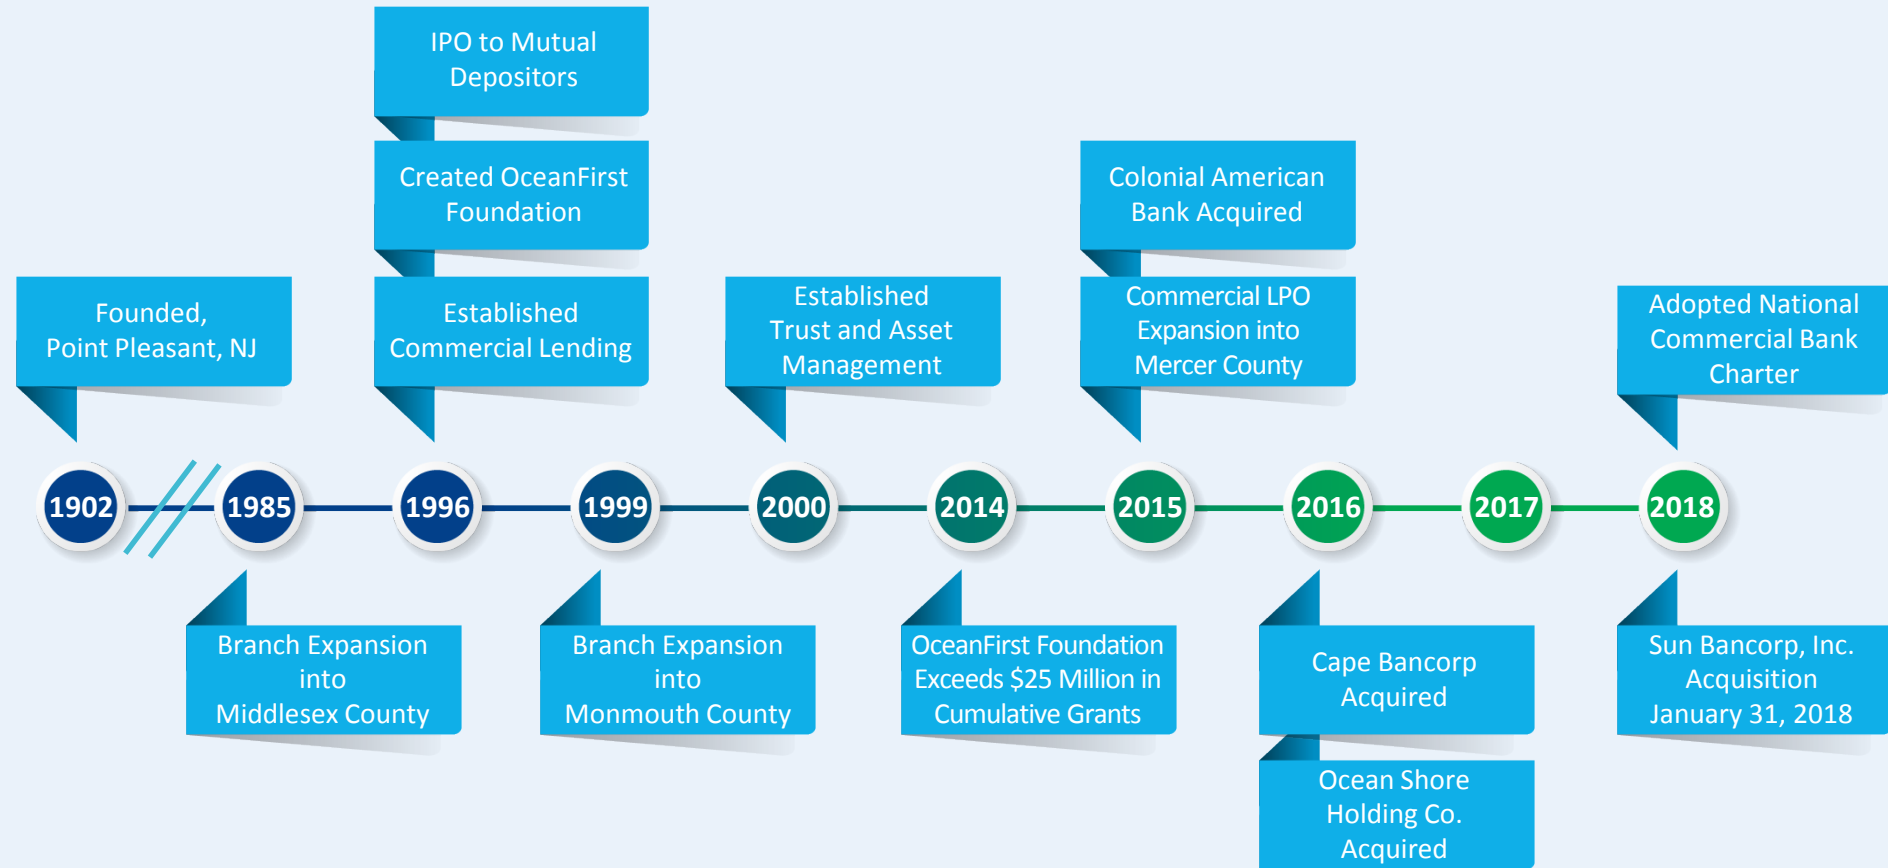 IPO to Mutual
Depositors
Created OceanFirst
Foundation
Colonial American
Bank Acquired
Founded,
Point Pleasant, NJ
Established
Commercial Lending
Established
Trust and Asset
Management
Commercial LPO
Expansion into
Mercer County
Adopted National
Commercial Bank
Charter
1902
1985
1996
1999
2000
2014
2015
2016
2017
2018
Branch Expansion
into
Middlesex County
Branch Expansion
into
Monmouth County
OceanFirst Foundation
Exceeds $25 Million in
Cumulative Grants
Cape Bancorp
Acquired
Sun Bancorp, Inc.
Acquisition
January 31, 2018
Ocean Shore
Holding Co.
Acquired